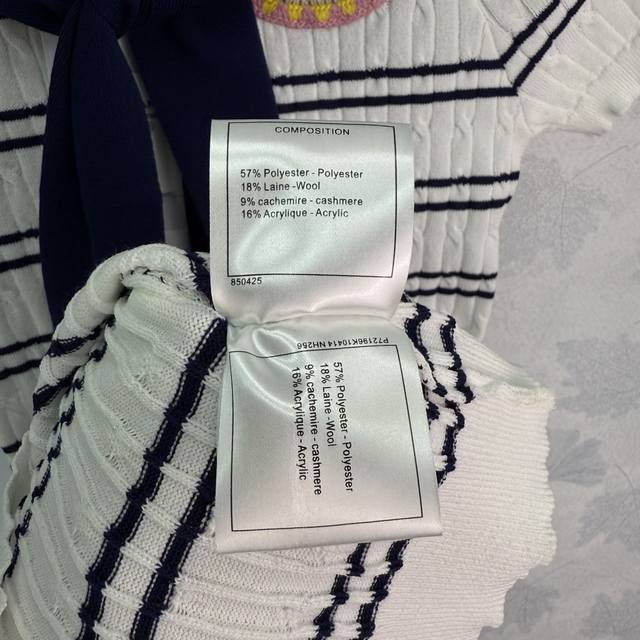 COMPOSITION
57% Polyester - Polyester
18% Laine -Wool
9% cachemire - cashmere
16% Acrylique - Acrylic
850425
P72196K10414 NH256
57% Polyester - Polyester
18% Laine -Wool
9% cachemire - cashmere
16% Acrylique - Acrylic